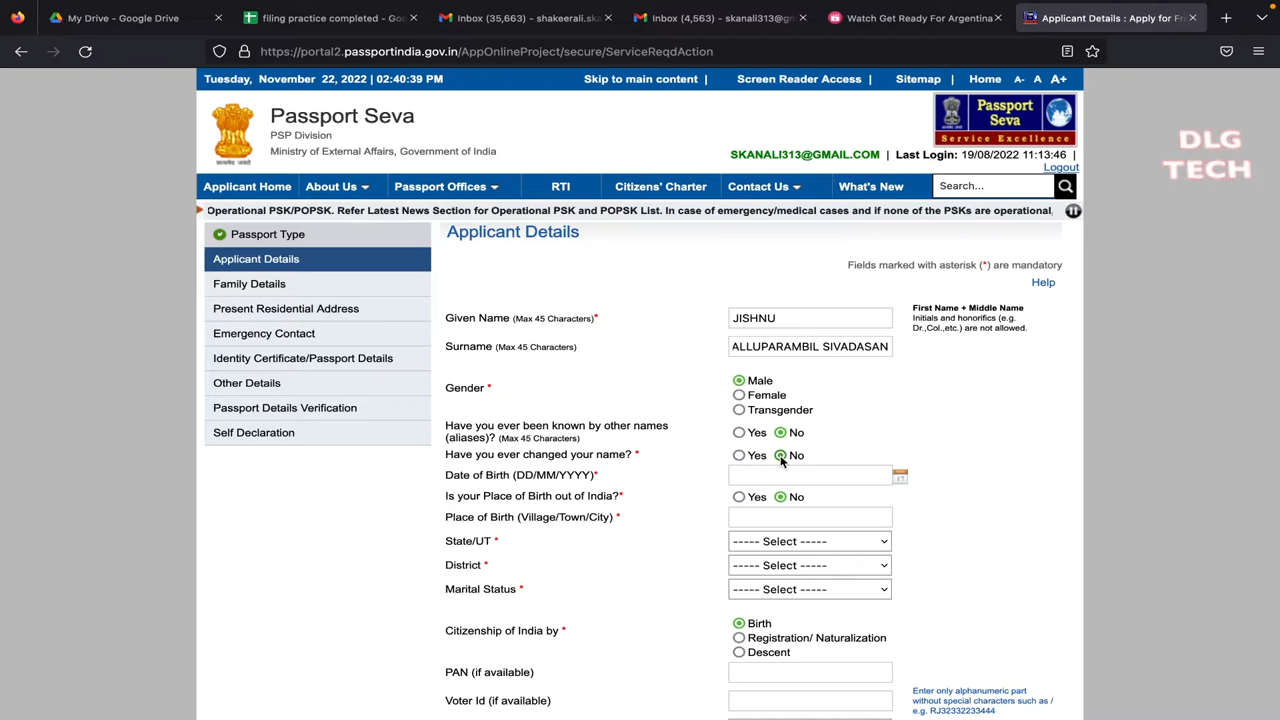 My Drive - Google Drive
filing practice completed - Go
Inbox (35,663) - shakeerali.sk
Inbox (4,563) - skanali313@gm
Watch Get Ready For Argentina
Applicant Details : Apply for Fr
https://portal2.passportindia.gov.in/AppOnlineProject/secure/ServiceReqdAction
Tuesday, November 22, 2022 | 02:40:39 PM
Skip to main content |
Screen Reader Access |
Sitemap |
Home
A- A A+
Passport Seva
PSP Division
Ministry of External Affairs, Government of India
Passport
Seva
Service Excellence
DLG
TECH
SKANALI313@GMAIL.COM | Last Login: 19/08/2022 11:13:46 |
Logout
Applicant Home
About Us
Passport Offices
RTI
Citizens' Charter
Contact Us
What's New
Search...
Operational PSK/POPSK. Refer Latest News Section for Operational PSK and POPSK List. In case of emergency/medical cases and if none of the PSKs are operational,
Passport Type
Applicant Details
Family Details
Present Residential Address
Emergency Contact
Identity Certificate/Passport Details
Other Details
Passport Details Verification
Self Declaration
Applicant Details
Fields marked with asterisk (*) are mandatory
Help
Given Name (Max 45 Characters)*
JISHNU
First Name + Middle Name
Initials and honorifics (e.g.
Dr.,Col.,etc.) are not allowed.
Surname (Max 45 Characters)
ALLUPARAMBIL SIVADASAN
Gender *
Male
Female
Transgender
Have you ever been known by other names
(aliases)? (Max 45 Characters)
Yes No
Have you ever changed your name? *
Yes No
Date of Birth (DD/MM/YYYY)*
Is your Place of Birth out of India?*
Yes No
Place of Birth (Village/Town/City) *
State/UT *
----- Select -----
District *
----- Select -----
Marital Status *
----- Select -----
Citizenship of India by *
Birth
Registration/ Naturalization
Descent
PAN (if available)
Voter Id (if available)
Enter only alphanumeric part
without special characters such as /
e.g. RJ32332233444